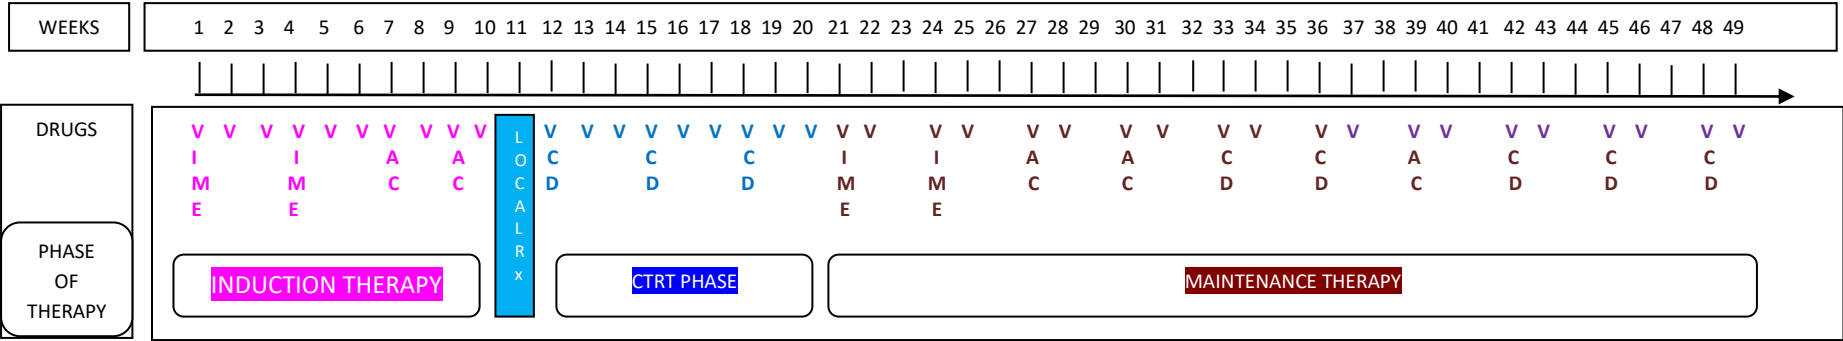 WEEKS 1 2 3 4 5 6 7 8 9 10 11 12 13 14 15 16 17 18 19 20 21 22 23 24 25 26 27 28 29 30 31 32 33 34 35 36 37 38 39 40 41 42 43 44 45 46 47 48 49
DRUGS V V V V V V V V V V L V V V V V V V V V V V V V V V V V V V V V V V V V V V V V
I I A A O C C C I I A A C C A C C C
M M C C C D D D M M C C D D C D D D
E E A E E
L
R
x
PHASE
OF
THERAPY
INDUCTION THERAPY
CTRT PHASE
MAINTENANCE THERAPY